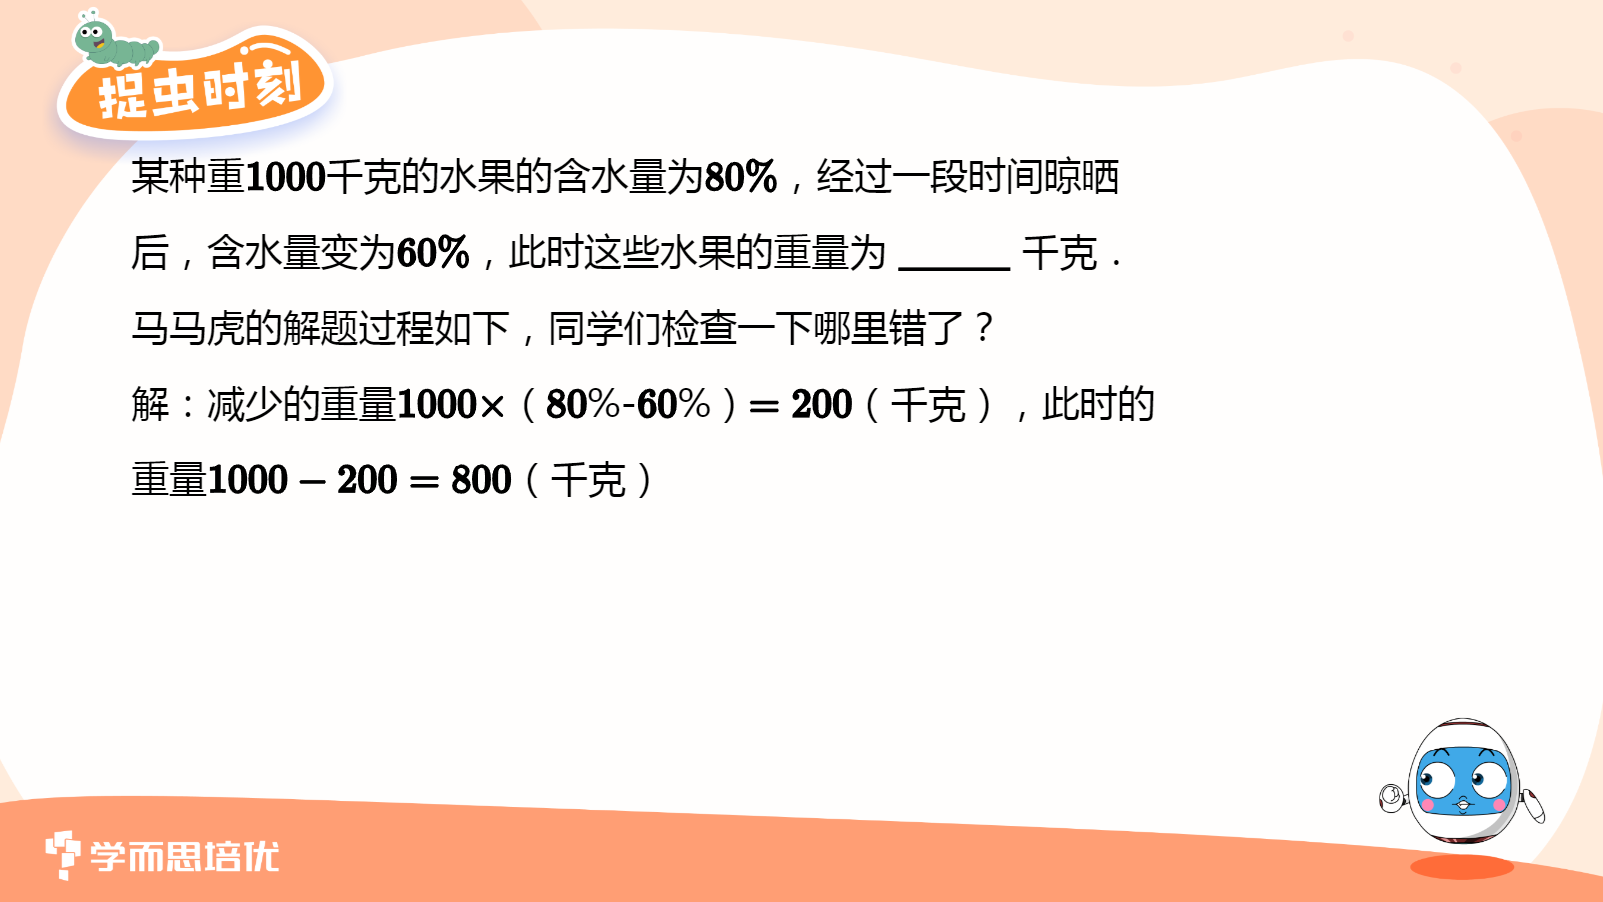 捉虫时刻
某种重1000千克的水果的含水量为80%，经过一段时间晾晒
后，含水量变为60%，此时这些水果的重量为 ______ 千克．
马马虎的解题过程如下，同学们检查一下哪里错了？
解：减少的重量1000×（80%-60%）= 200（千克），此时的
重量1000 − 200 = 800（千克）
学而思培优